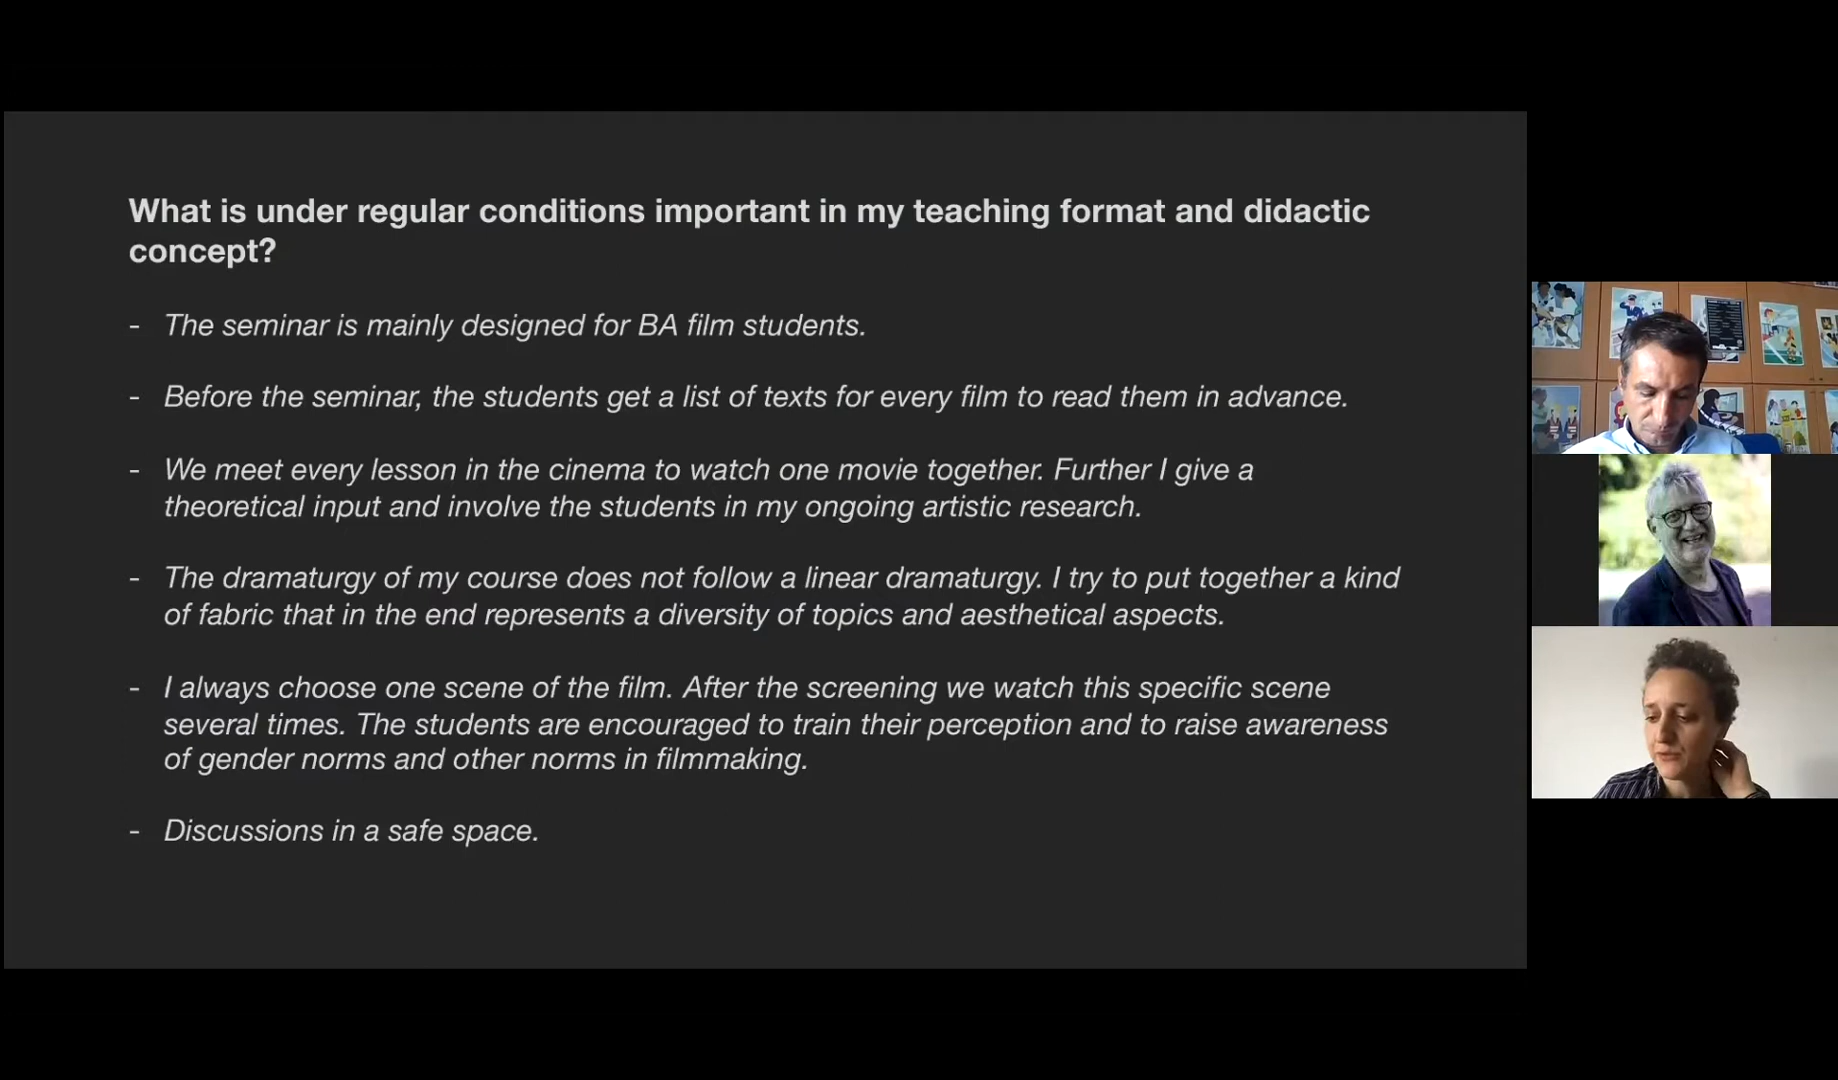 What is under regular conditions important in my teaching format and didactic
concept?
- The seminar is mainly designed for BA film students.
- Before the seminar, the students get a list of texts for every film to read them in advance.
- We meet every lesson in the cinema to watch one movie together. Further I give a
theoretical input and involve the students in my ongoing artistic research.
- The dramaturgy of my course does not follow a linear dramaturgy. I try to put together a kind
of fabric that in the end represents a diversity of topics and aesthetical aspects.
- I always choose one scene of the film. After the screening we watch this specific scene
several times. The students are encouraged to train their perception and to raise awareness
of gender norms and other norms in filmmaking.
- Discussions in a safe space.